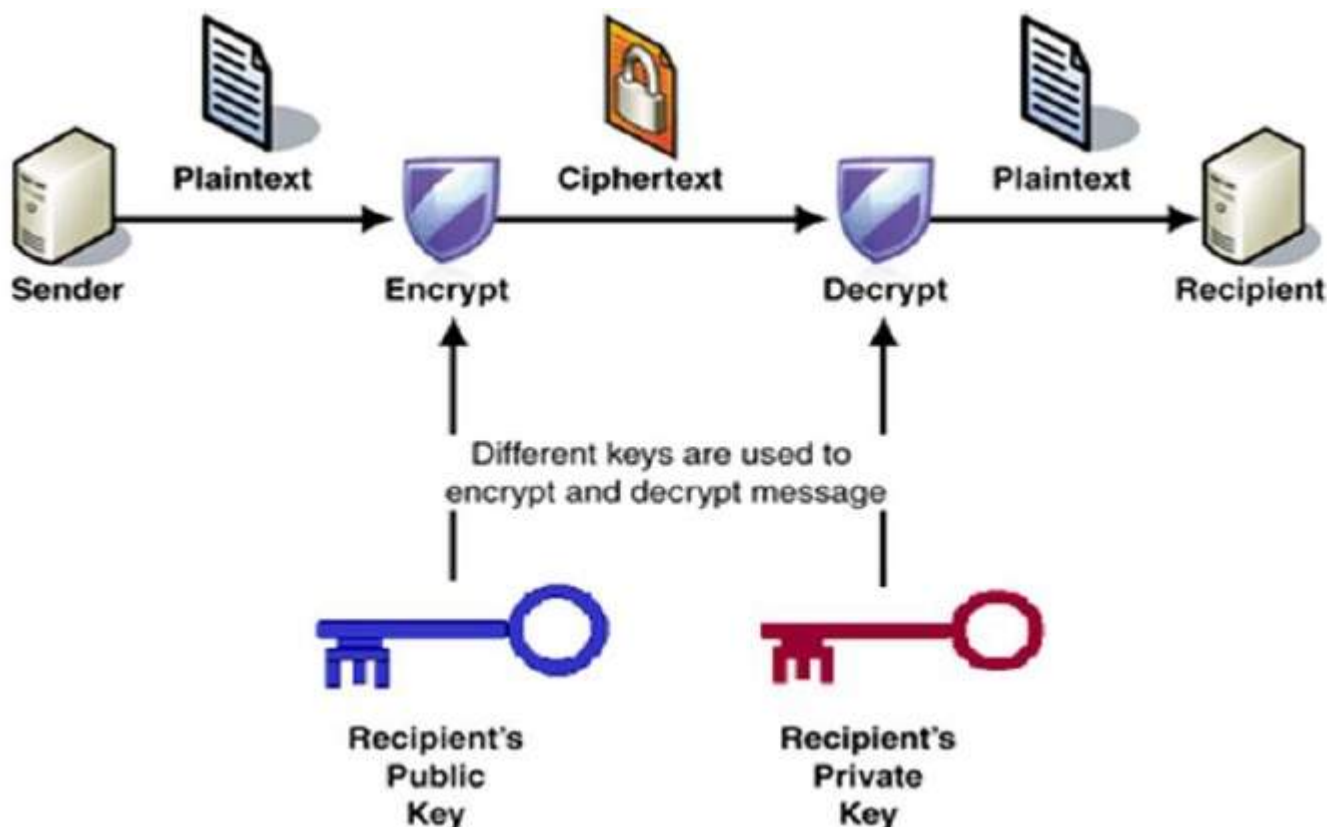 Plaintext
Ciphertext
Plaintext
Sender
Encrypt
Decrypt
Recipient
Different keys are used to
encrypt and decrypt message
Recipient's
Public
Key
Recipient's
Private
Key